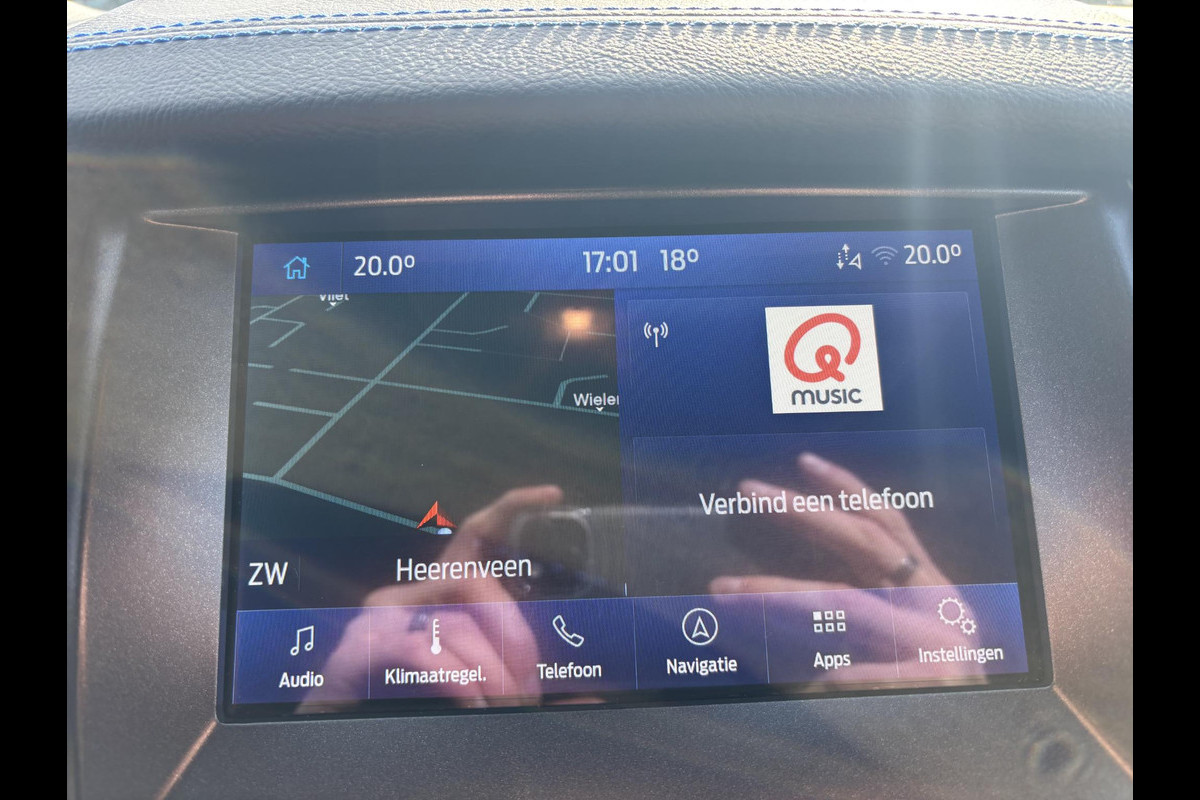 20.0° 17:01 18° 20.0°
Vliet
Wieler
MUSIC
Verbind een telefoon
ZW Heerenveen
Audio Klimaatregel. Telefoon Navigatie Apps Instellingen